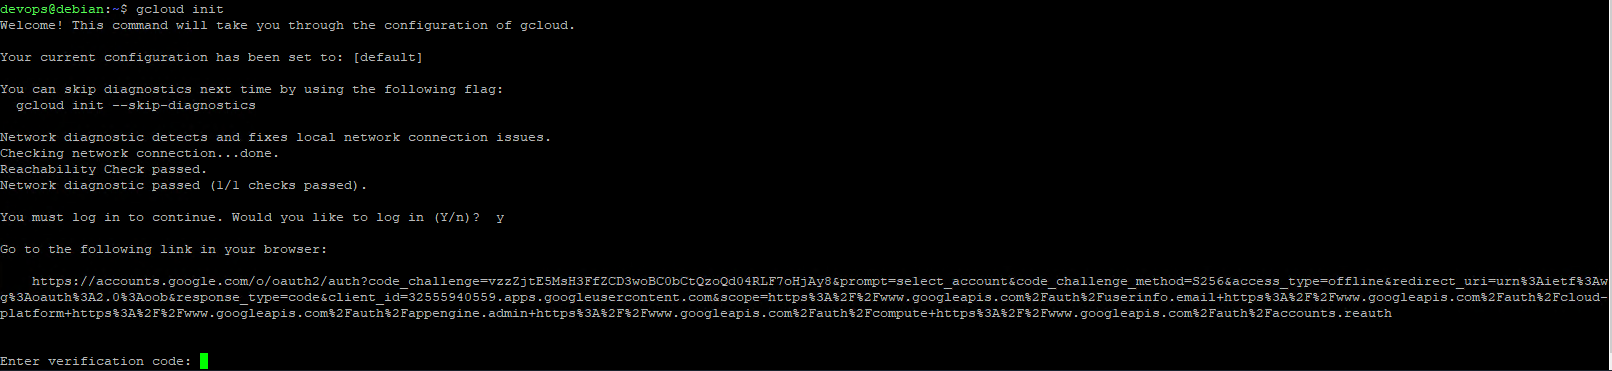 devops@debian:~$ gcloud init
Welcome! This command will take you through the configuration of gcloud.
Your current configuration has been set to: [default]
You can skip diagnostics next time by using the following flag:
gcloud init --skip-diagnostics
Network diagnostic detects and fixes local network connection issues.
Checking network connection...done.
Reachability Check passed.
Network diagnostic passed (1/1 checks passed).
You must log in to continue. Would you like to log in (Y/n)?  y
Go to the following link in your browser:
https://accounts.google.com/o/oauth2/auth?code_challenge=vzzZjtE5MsH3FfZCD3woBC0bCtQzoQd04RLF7oHjAy8&prompt=select_account&code_challenge_method=S256&access_type=offline&redirect_uri=urn%3Aietf%3Aw
g%3Aoauth%3A2.0%3Aoob&response_type=code&client_id=32555940559.apps.googleusercontent.com&scope=https%3A%2F%2Fwww.googleapis.com%2Fauth%2Fuserinfo.email+https%3A%2F%2Fwww.googleapis.com%2Fauth%2Fcloud-
platform+https%3A%2F%2Fwww.googleapis.com%2Fauth%2Fappengine.admin+https%3A%2F%2Fwww.googleapis.com%2Fauth%2Fcompute+https%3A%2F%2Fwww.googleapis.com%2Fauth%2Faccounts.reauth
Enter verification code: